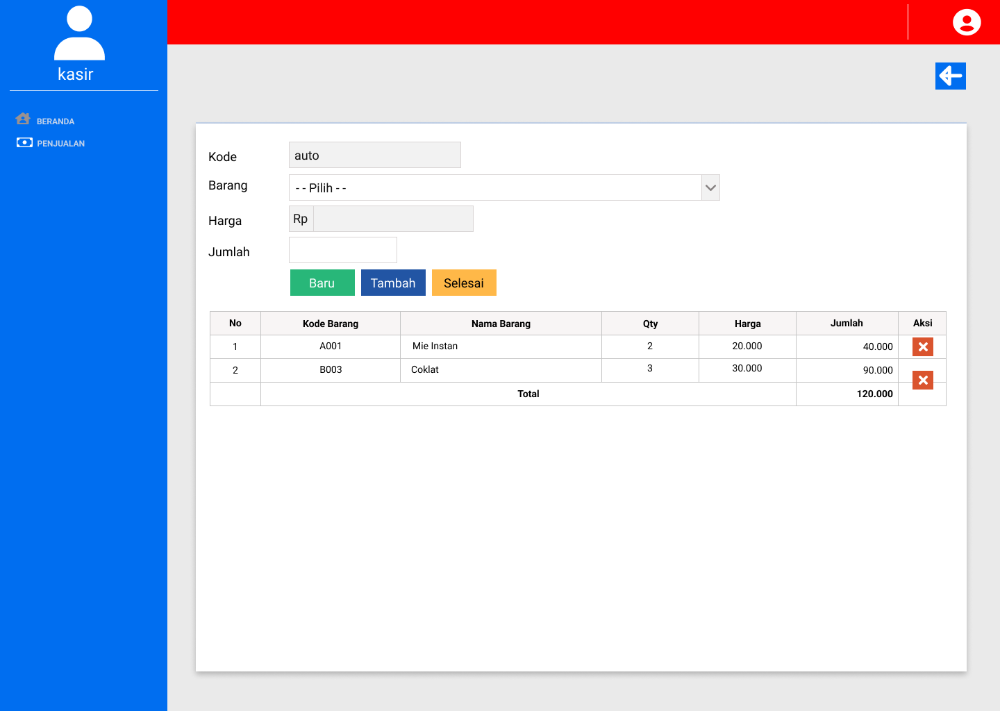 kasir
BERANDA
PENJUALAN
Kode auto
Barang - - Pilih - -
Harga Rp
Jumlah
Baru Tambah Selesai
No Kode Barang Nama Barang Qty Harga Jumlah Aksi
1 A001 Mie Instan 2 20.000 40.000
2 B003 Coklat 3 30.000 90.000
Total 120.000